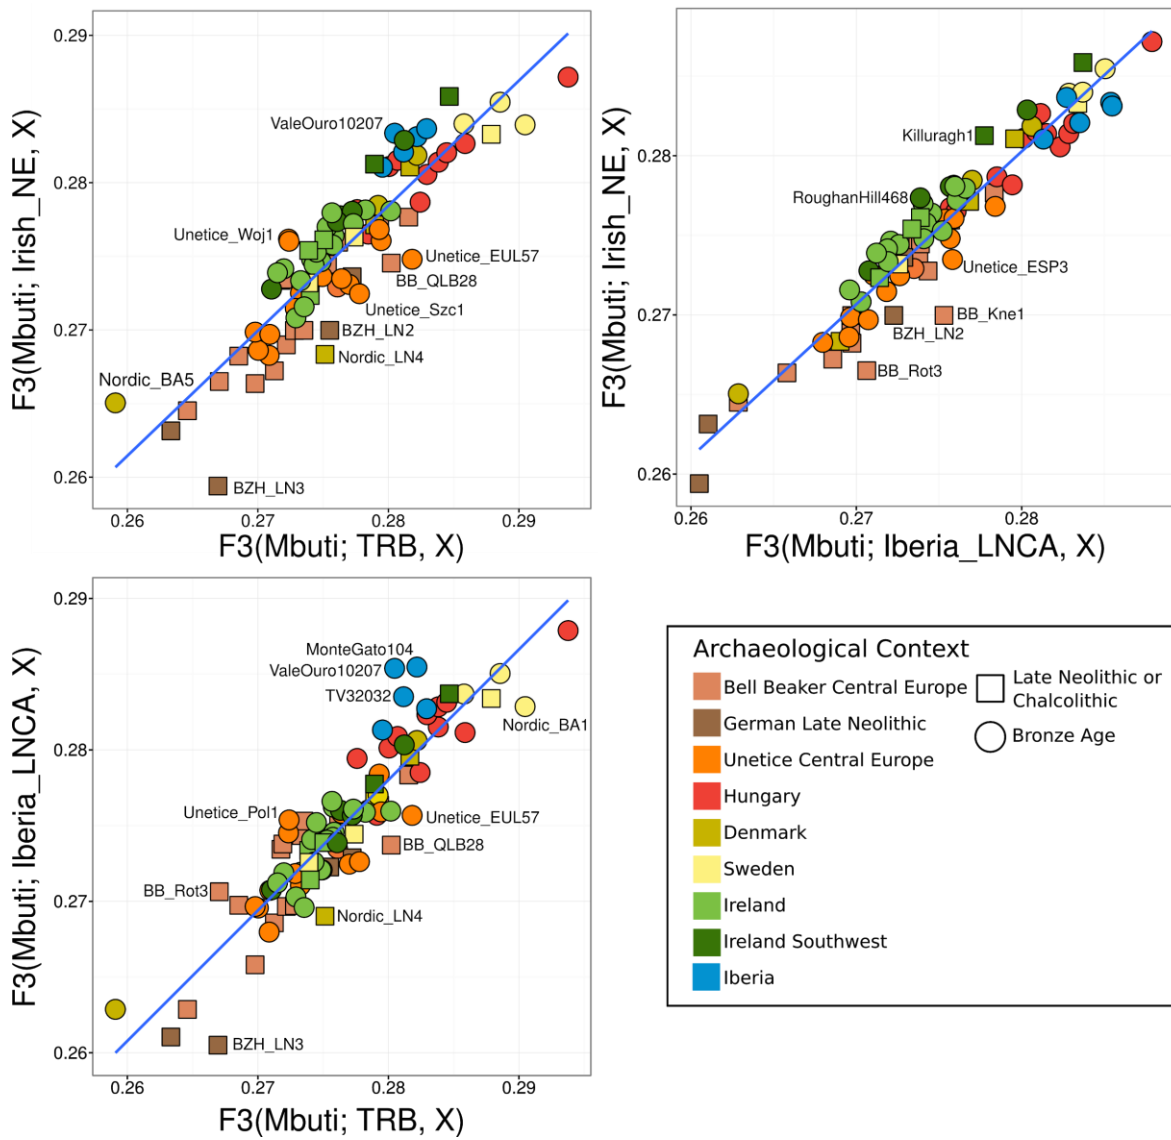 F3(Mbuti; Irish_NE, X)
0.29
0.28
0.27
0.26
ValeOuro10207
Unetice_Woj1
Unetice_EUL57
BB_QLB28
Unetice_Szc1
BZH_LN2
Nordic_LN4
Nordic_BA5
BZH_LN3
0.26 0.27 0.28 0.29
F3(Mbuti; TRB, X)
F3(Mbuti; Irish_NE, X)
0.28
0.27
0.26
Killuragh1
RoughanHill468
Unetice_ESP3
BB_Kne1
BZH_LN2
BB_Rot3
0.26 0.27 0.28
F3(Mbuti; Iberia_LNCA, X)
F3(Mbuti; Iberia_LNCA, X)
0.29
0.28
0.27
0.26
MonteGato104
ValeOuro10207
TV32032
Nordic_BA1
Unetice_Pol1
Unetice_EUL57
BB_QLB28
BB_Rot3
Nordic_LN4
BZH_LN3
0.26 0.27 0.28 0.29
F3(Mbuti; TRB, X)
Archaeological Context
Bell Beaker Central Europe
German Late Neolithic
Unetice Central Europe
Hungary
Denmark
Sweden
Ireland
Ireland Southwest
Iberia
Late Neolithic or
Chalcolithic
Bronze Age